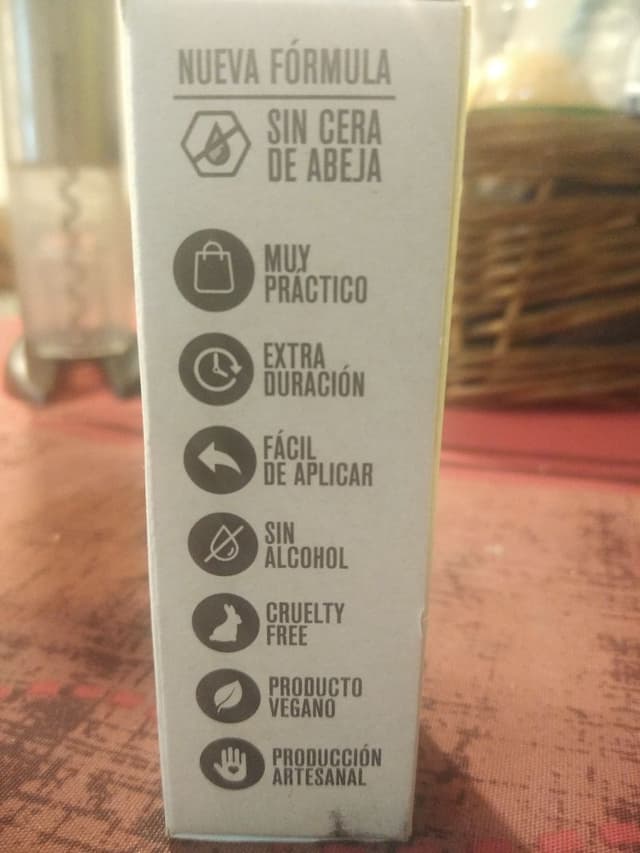 NUEVA FÓRMULA
SIN CERA
DE ABEJA
MUY
PRÁCTICO
EXTRA
DURACIÓN
FÁCIL
DE APLICAR
SIN
ALCOHOL
CRUELTY
FREE
PRODUCTO
VEGANO
PRODUCCIÓN
ARTESANAL